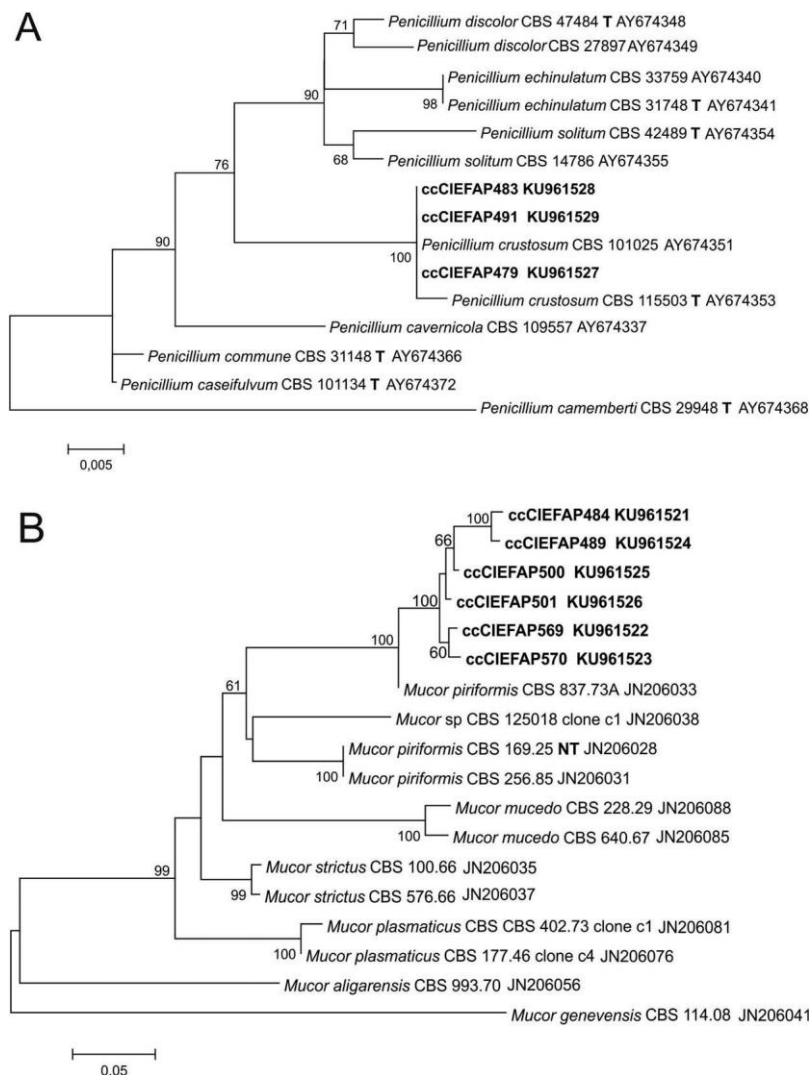 A
71
Penicillium discolor CBS 47484 T AY674348
Penicillium discolor CBS 27897 AY674349
90
Penicillium echinulatum CBS 33759 AY674340
98
Penicillium echinulatum CBS 31748 T AY674341
Penicillium solitum CBS 42489 T AY674354
68
Penicillium solitum CBS 14786 AY674355
76
ccCIEFAP483 KU961528
ccCIEFAP491 KU961529
90
Penicillium crustosum CBS 101025 AY674351
100
ccCIEFAP479 KU961527
Penicillium crustosum CBS 115503 T AY674353
Penicillium cavernicola CBS 109557 AY674337
Penicillium commune CBS 31148 T AY674366
Penicillium caseifulvum CBS 101134 T AY674372
Penicillium camemberti CBS 29948 T AY674368
0,005
B
100
ccCIEFAP484 KU961521
66
ccCIEFAP489 KU961524
ccCIEFAP500 KU961525
100
ccCIEFAP501 KU961526
ccCIEFAP569 KU961522
100
60
ccCIEFAP570 KU961523
61
Mucor piriformis CBS 837.73A JN206033
Mucor sp CBS 125018 clone c1 JN206038
Mucor piriformis CBS 169.25 NT JN206028
100
Mucor piriformis CBS 256.85 JN206031
Mucor mucedo CBS 228.29 JN206088
100
Mucor mucedo CBS 640.67 JN206085
99
Mucor strictus CBS 100.66 JN206035
99
Mucor strictus CBS 576.66 JN206037
Mucor plasmaticus CBS CBS 402.73 clone c1 JN206081
100
Mucor plasmaticus CBS 177.46 clone c4 JN206076
Mucor aligarensis CBS 993.70 JN206056
Mucor genevensis CBS 114.08 JN206041
0.05